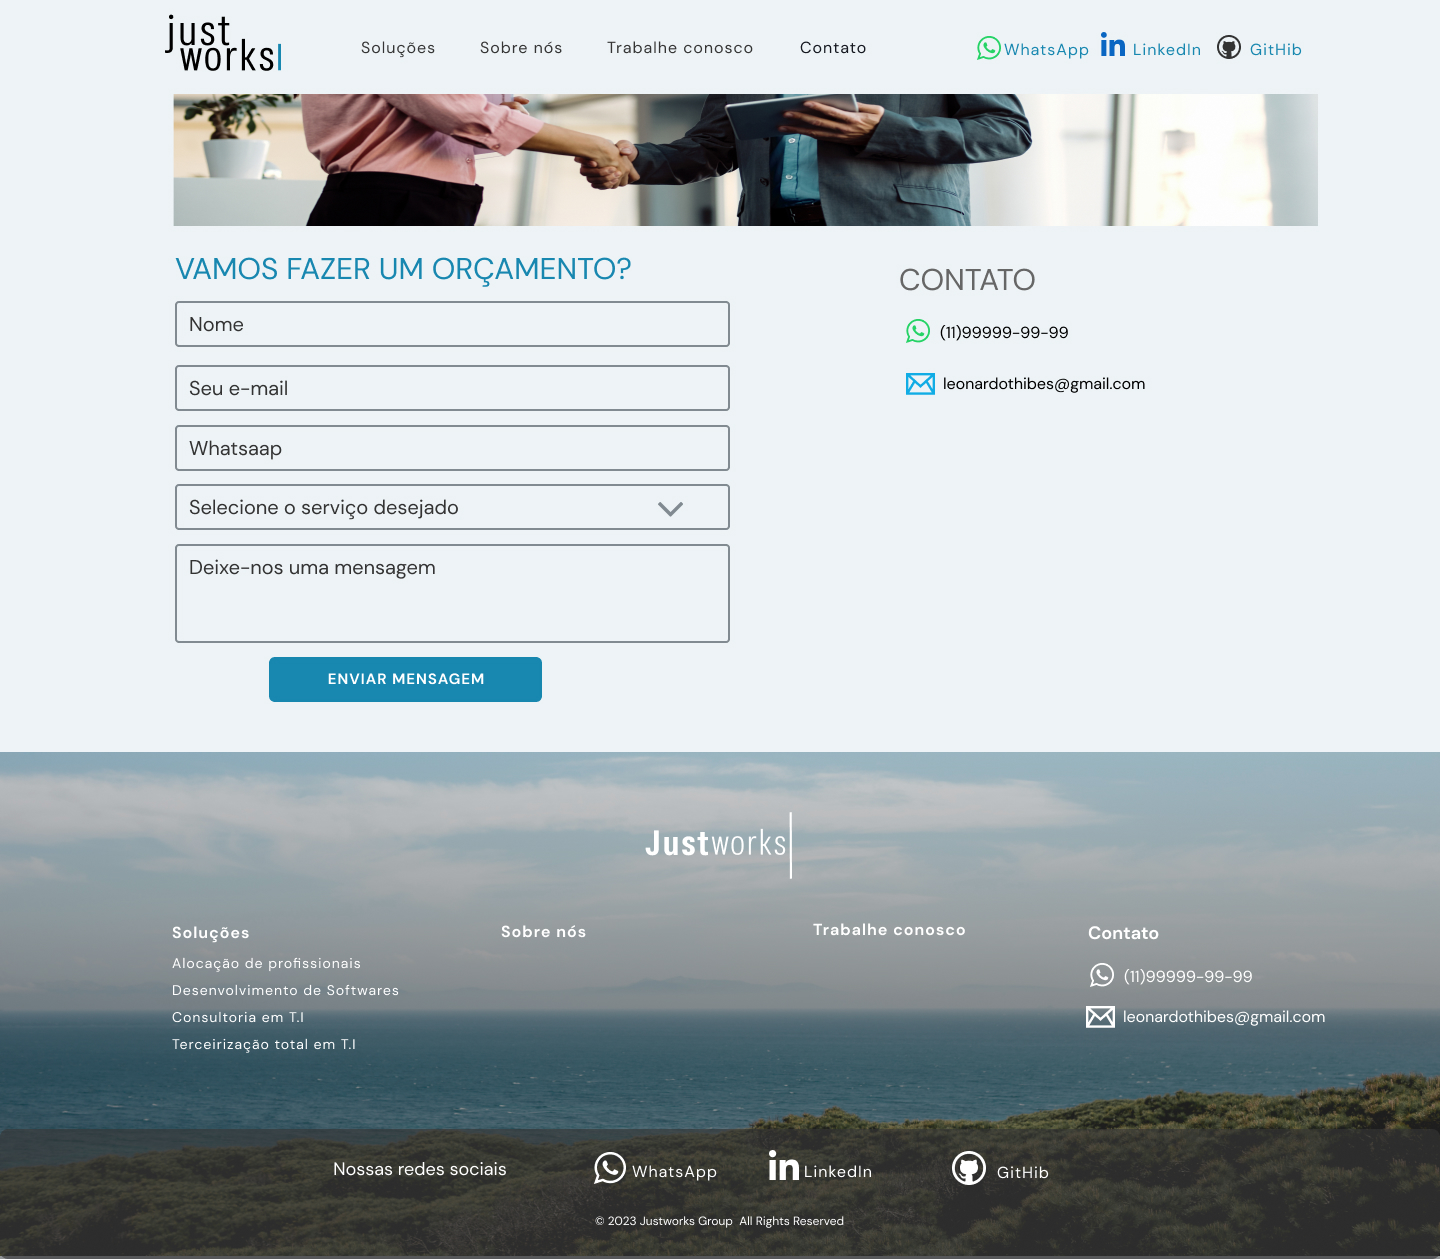 just
works
Soluções Sobre nós Trabalhe conosco Contato WhatsApp LinkedIn GitHib
VAMOS FAZER UM ORÇAMENTO?
Nome
Seu e-mail
Whatsaap
Selecione o serviço desejado
Deixe-nos uma mensagem
ENVIAR MENSAGEM
CONTATO
(11)99999-99-99
leonardothibes@gmail.com
Justworks
Soluções
Alocação de profissionais
Desenvolvimento de Softwares
Consultoria em T.I
Terceirização total em T.I
Sobre nós
Trabalhe conosco
Contato
(11)99999-99-99
leonardothibes@gmail.com
Nossas redes sociais WhatsApp LinkedIn GitHib
© 2023 Justworks Group All Rights Reserved